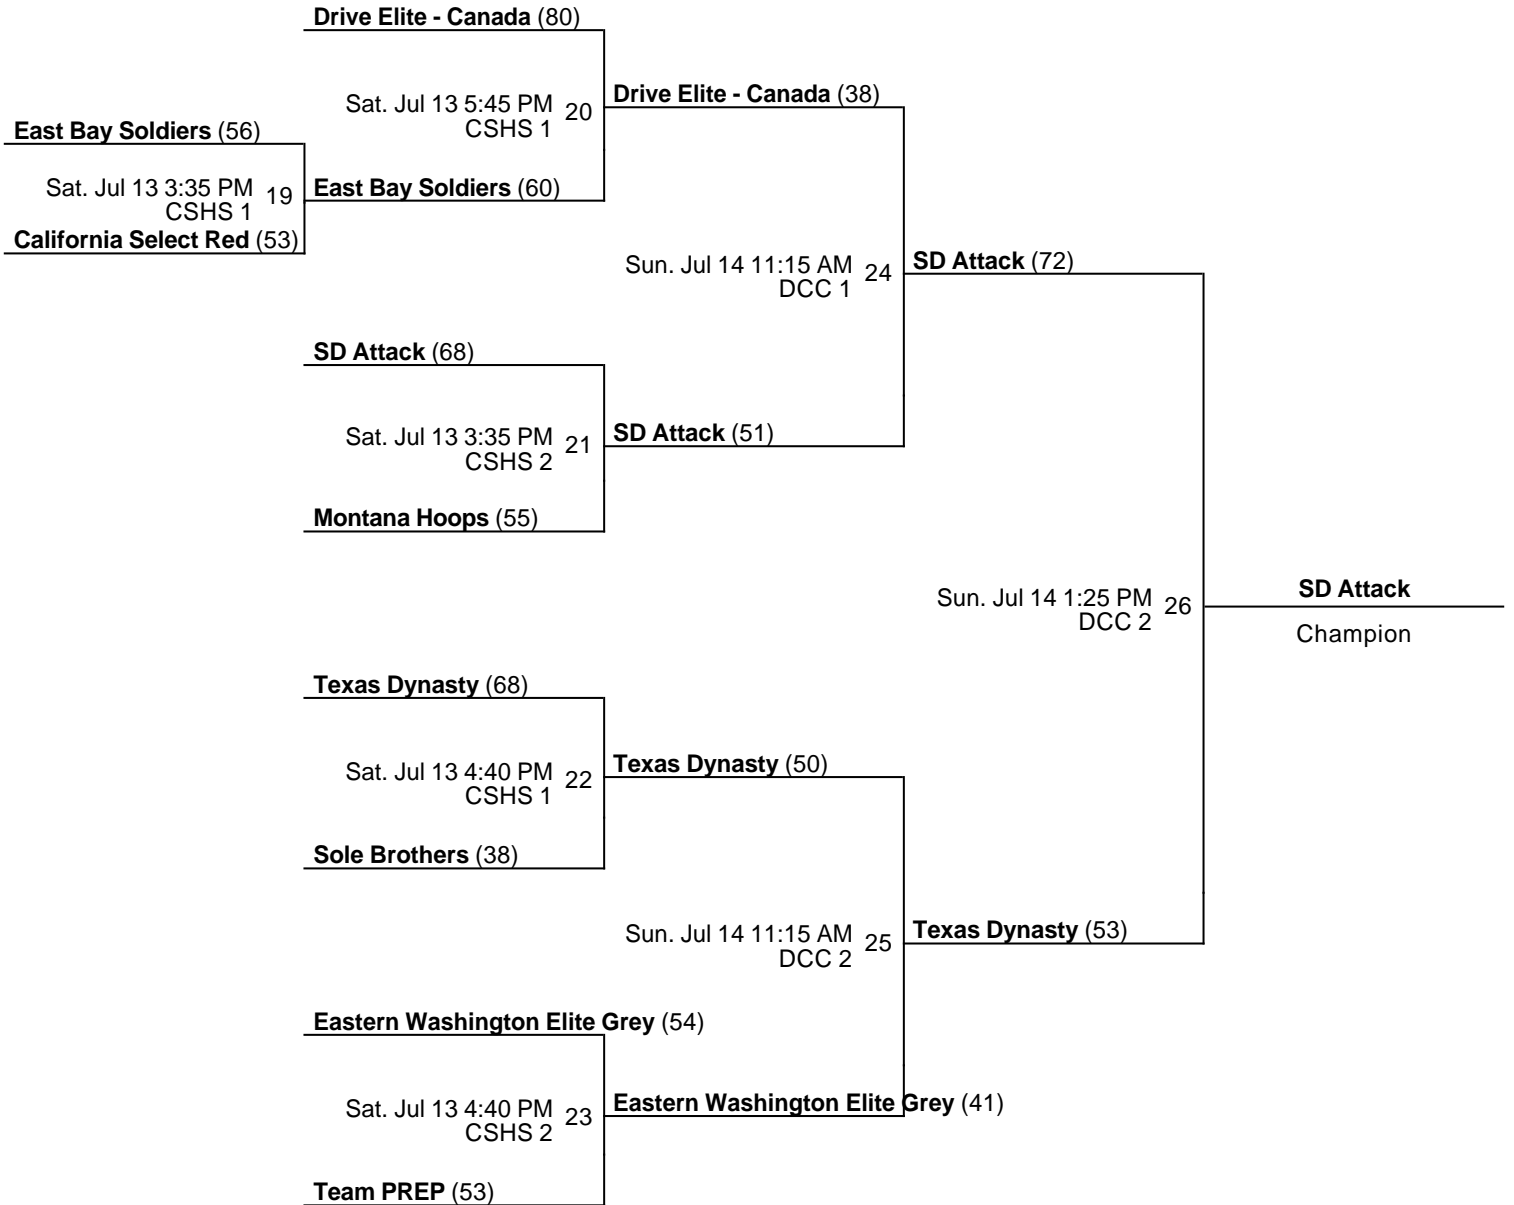 Drive Elite - Canada (80)
Sat. Jul 13 5:45 PM 20
CSHS 1
Drive Elite - Canada (38)
East Bay Soldiers (56)
Sat. Jul 13 3:35 PM 19
CSHS 1
East Bay Soldiers (60)
California Select Red (53)
Sun. Jul 14 11:15 AM 24
DCC 1
SD Attack (72)
SD Attack (68)
Sat. Jul 13 3:35 PM 21
CSHS 2
SD Attack (51)
Montana Hoops (55)
Sun. Jul 14 1:25 PM 26
DCC 2
SD Attack
Champion
Texas Dynasty (68)
Sat. Jul 13 4:40 PM 22
CSHS 1
Texas Dynasty (50)
Sole Brothers (38)
Sun. Jul 14 11:15 AM 25
DCC 2
Texas Dynasty (53)
Eastern Washington Elite Grey (54)
Sat. Jul 13 4:40 PM 23
CSHS 2
Eastern Washington Elite Grey (41)
Team PREP (53)